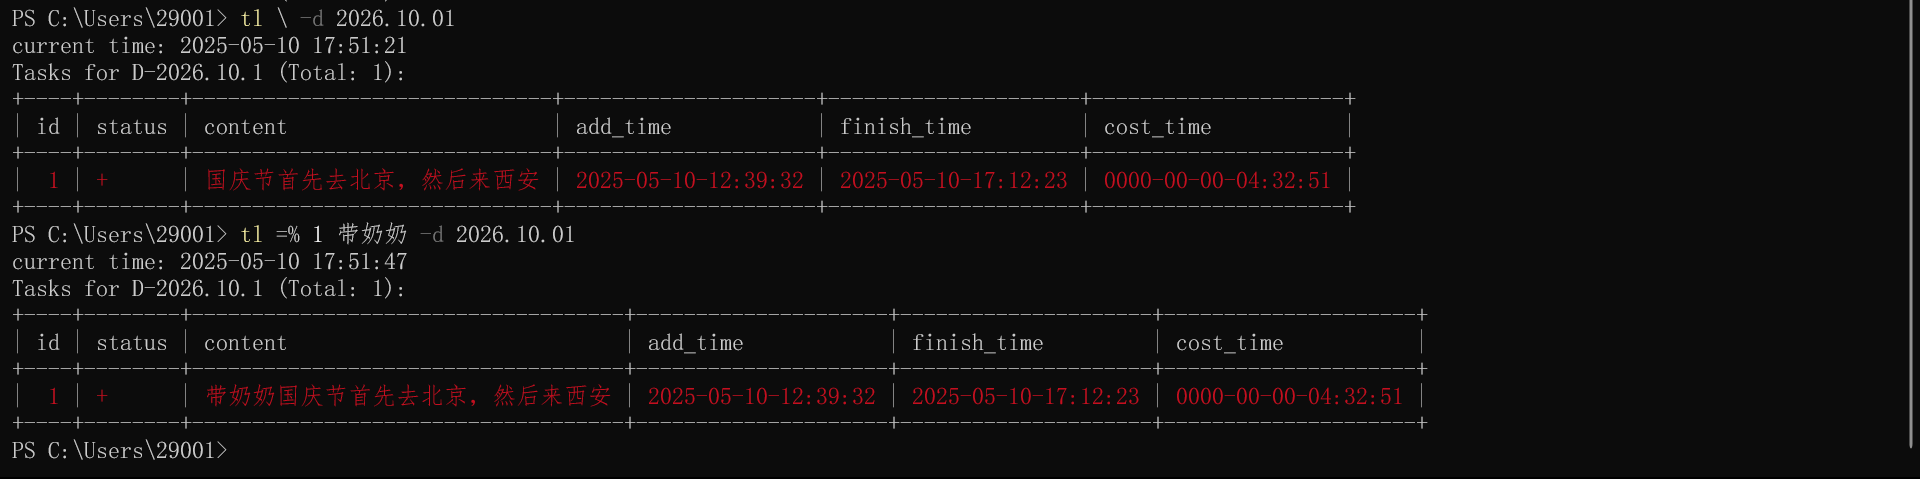 PS C:\Users\29001> tl \ -d 2026.10.01
current time: 2025-05-10 17:51:21
Tasks for D-2026.10.1 (Total: 1):
+----+--------+------------------------------+---------------------+---------------------+---------------------+
| id | status | content                      | add_time            | finish_time         | cost_time           |
+----+--------+------------------------------+---------------------+---------------------+---------------------+
|  1 | +      | 国庆节首先去北京，然后来西安 | 2025-05-10-12:39:32 | 2025-05-10-17:12:23 | 0000-00-00-04:32:51 |
+----+--------+------------------------------+---------------------+---------------------+---------------------+
PS C:\Users\29001> tl =% 1 带奶奶 -d 2026.10.01
current time: 2025-05-10 17:51:47
Tasks for D-2026.10.1 (Total: 1):
+----+--------+------------------------------------+---------------------+---------------------+---------------------+
| id | status | content                            | add_time            | finish_time         | cost_time           |
+----+--------+------------------------------------+---------------------+---------------------+---------------------+
|  1 | +      | 带奶奶国庆节首先去北京，然后来西安 | 2025-05-10-12:39:32 | 2025-05-10-17:12:23 | 0000-00-00-04:32:51 |
+----+--------+------------------------------------+---------------------+---------------------+---------------------+
PS C:\Users\29001>